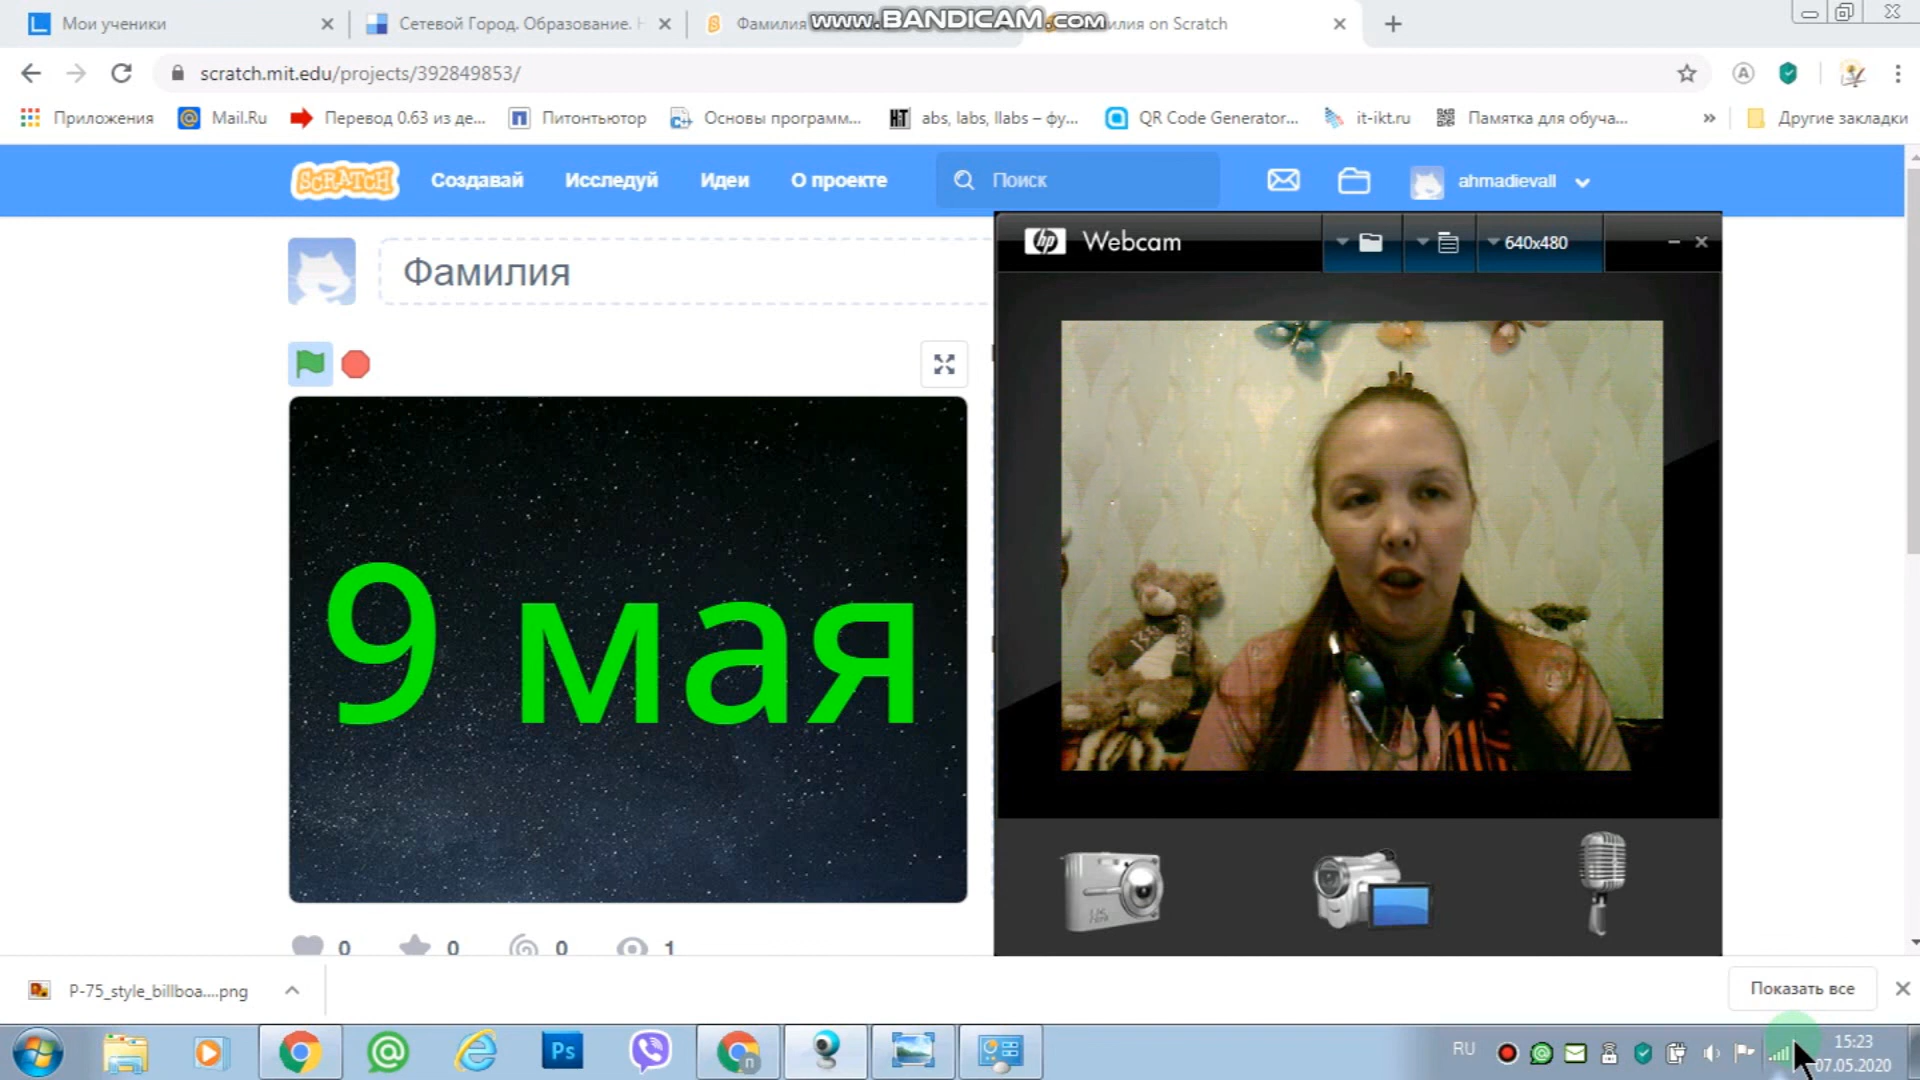 Мои ученики
Сетевой Город. Образование. Н
Фамилия
www.BANDICAM.com
илия on Scratch
scratch.mit.edu/projects/392849853/
Приложения
Mail.Ru
Перевод 0.63 из де...
Питонтьютор
Основы программ...
abs, labs, llabs – фу...
QR Code Generator...
it-ikt.ru
Памятка для обуча...
»
Другие закладки
SCRATCH
Создавай
Исследуй
Идеи
О проекте
Поиск
ahmadievall
Фамилия
hp
Webcam
640x480
9 мая
0
0
0
1
P-75_style_billboa....png
Показать все
Ps
RU
15:23
07.05.2020